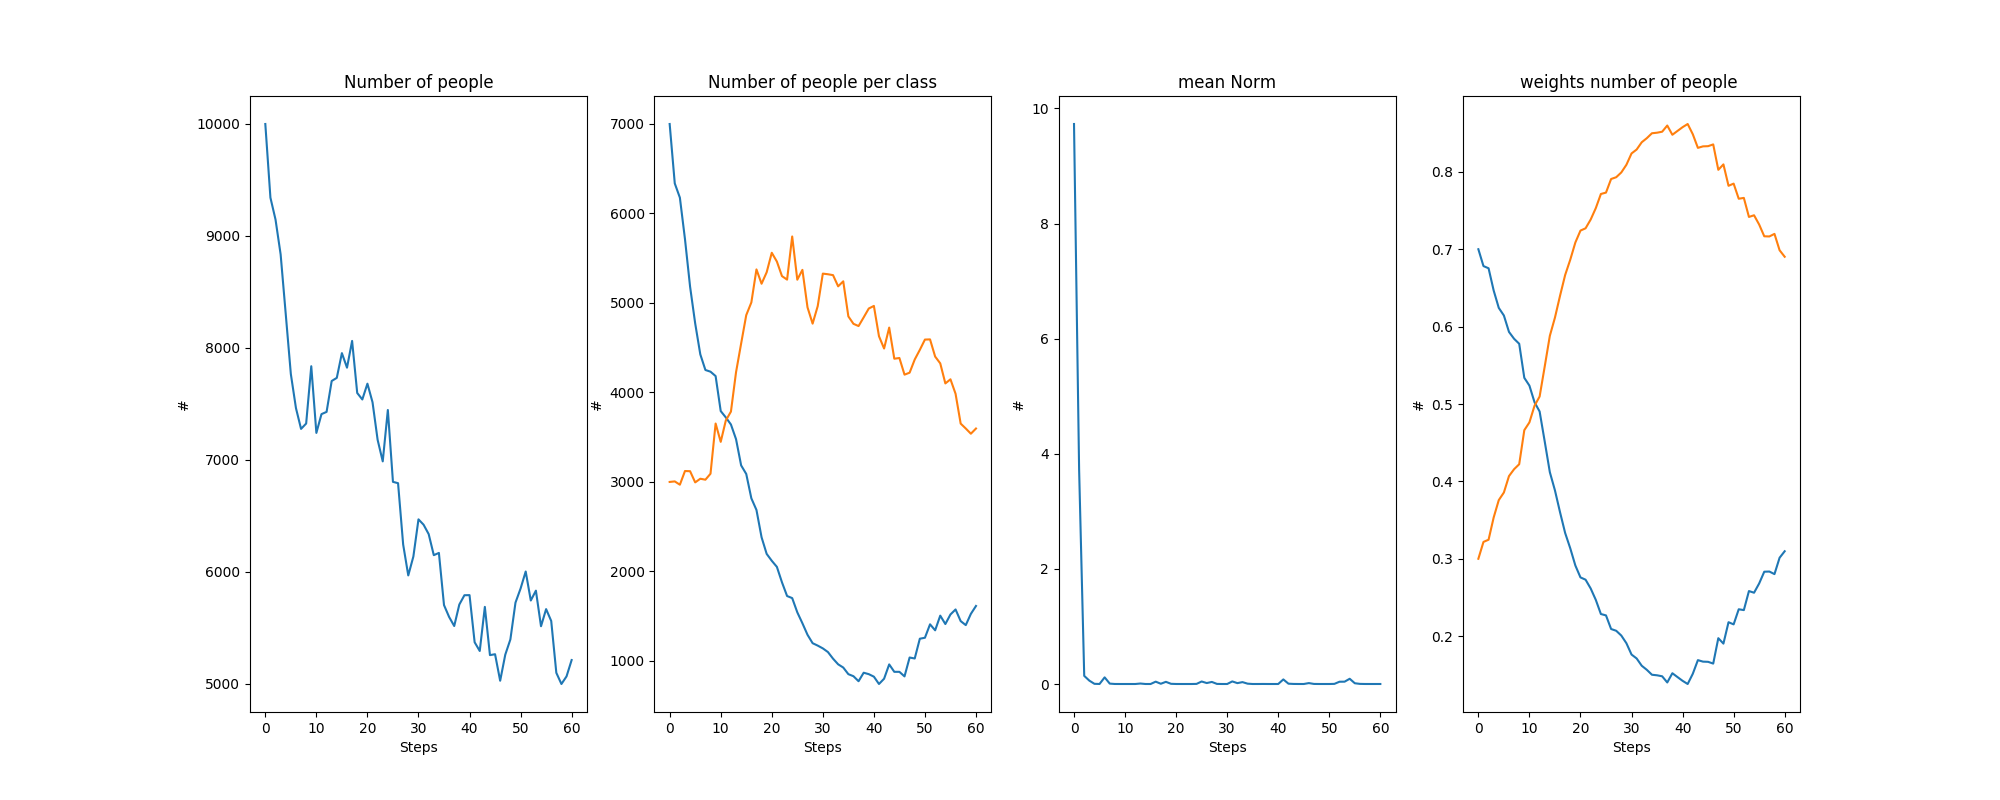 Number of people
10000
9000
8000
7000
6000
5000
#
0 10 20 30 40 50 60
Steps
Number of people per class
7000
6000
5000
4000
3000
2000
1000
#
0 10 20 30 40 50 60
Steps
mean Norm
10
8
6
4
2
0
#
0 10 20 30 40 50 60
Steps
weights number of people
0.8
0.7
0.6
0.5
0.4
0.3
0.2
#
0 10 20 30 40 50 60
Steps